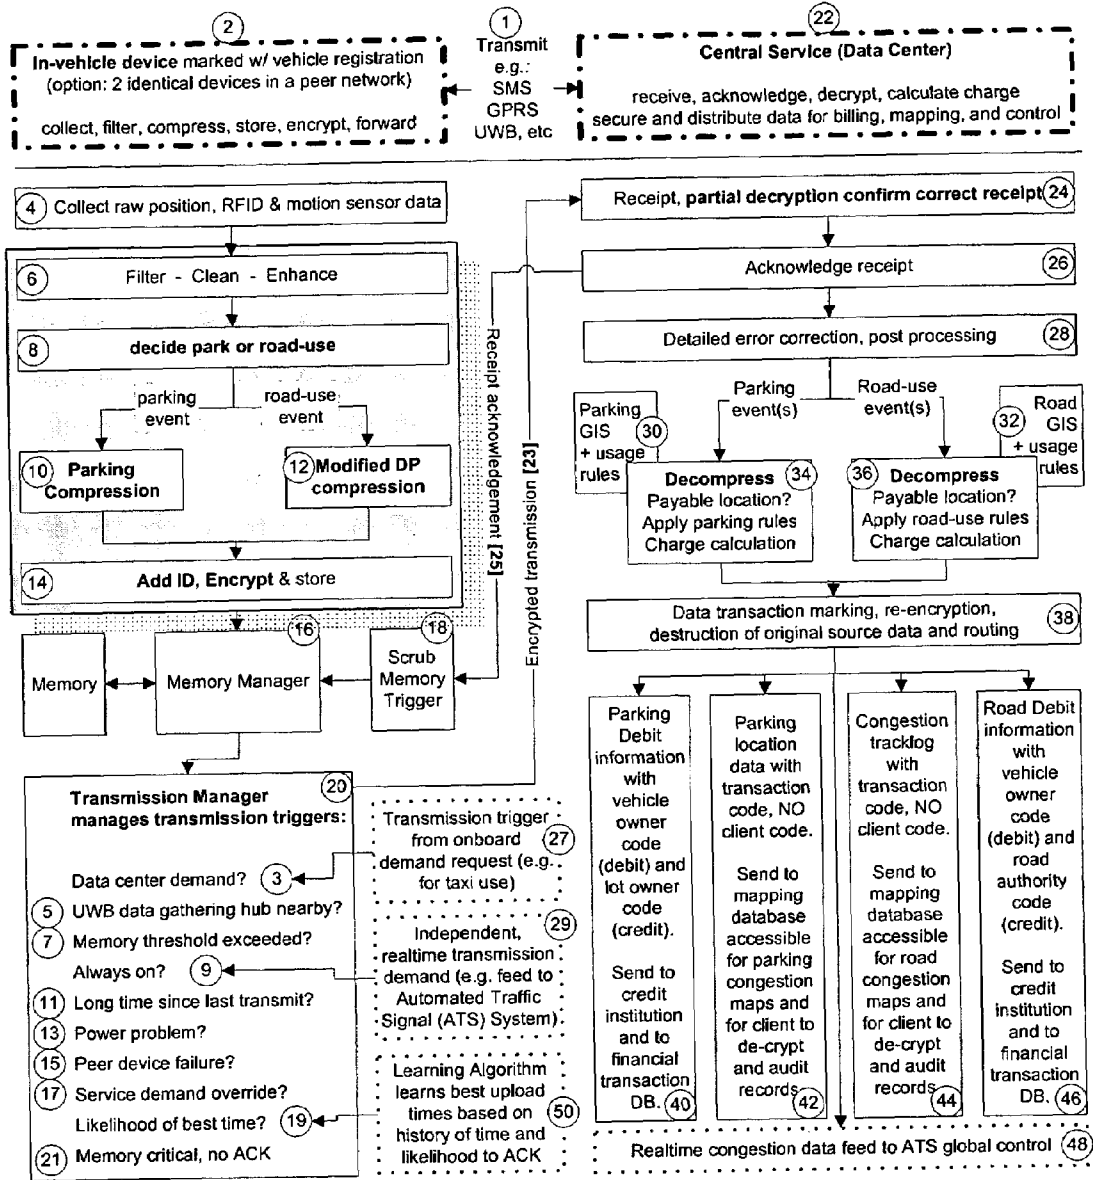 2
In-vehicle device marked w/ vehicle registration
(option: 2 identical devices in a peer network)
collect, filter, compress, store, encrypt, forward
1
Transmit
e.g.:
SMS
GPRS
UWB, etc
22
Central Service (Data Center)
receive, acknowledge, decrypt, calculate charge
secure and distribute data for billing, mapping, and control
4 Collect raw position, RFID & motion sensor data
6 Filter - Clean - Enhance
8 decide park or road-use
parking
event
road-use
event
10 Parking
Compression
12 Modified DP
compression
14 Add ID, Encrypt & store
16
Memory Manager
Memory
18
Scrub
Memory
Trigger
Receipt acknowledgement [25]
Encrypted transmission [23]
20
Transmission Manager
manages transmission triggers:
Data center demand? 3
5 UWB data gathering hub nearby?
7 Memory threshold exceeded?
Always on? 9
11 Long time since last transmit?
13 Power problem?
15 Peer device failure?
17 Service demand override?
Likelihood of best time? 19
21 Memory critical, no ACK
Transmission trigger
from onboard 27
demand request (e.g.
for taxi use)
Independent, 29
realtime transmission
demand (e.g. feed to
Automated Traffic
Signal (ATS) System)
Learning Algorithm
learns best upload
times based on 50
history of time and
likelihood to ACK
Receipt, partial decryption confirm correct receipt 24
Acknowledge receipt 26
Detailed error correction, post processing 28
Parking
event(s)
Road-use
event(s)
Parking
GIS 30
+ usage
rules
32 Road
GIS
+ usage
rules
Decompress 34
Payable location?
Apply parking rules
Charge calculation
36 Decompress
Payable location?
Apply road-use rules
Charge calculation
Data transaction marking, re-encryption,
destruction of original source data and routing 38
Parking
Debit
information
with
vehicle
owner
code
(debit) and
lot owner
code
(credit).
Send to
credit
institution
and to
financial
transaction
DB. 40
Parking
location
data with
transaction
code, NO
client code.
Send to
mapping
database
accessible
for parking
congestion
maps and
for client to
de-crypt
and audit
records
42
Congestion
tracklog
with
transaction
code, NO
client code.
Send to
mapping
database
accessible
for road
congestion
maps and
for client to
de-crypt
and audit
records
44
Road Debit
information
with
vehicle
owner
code
(debit) and
road
authority
code
(credit).
Send to
credit
institution
and to
financial
transaction
DB. 46
Realtime congestion data feed to ATS global control 48